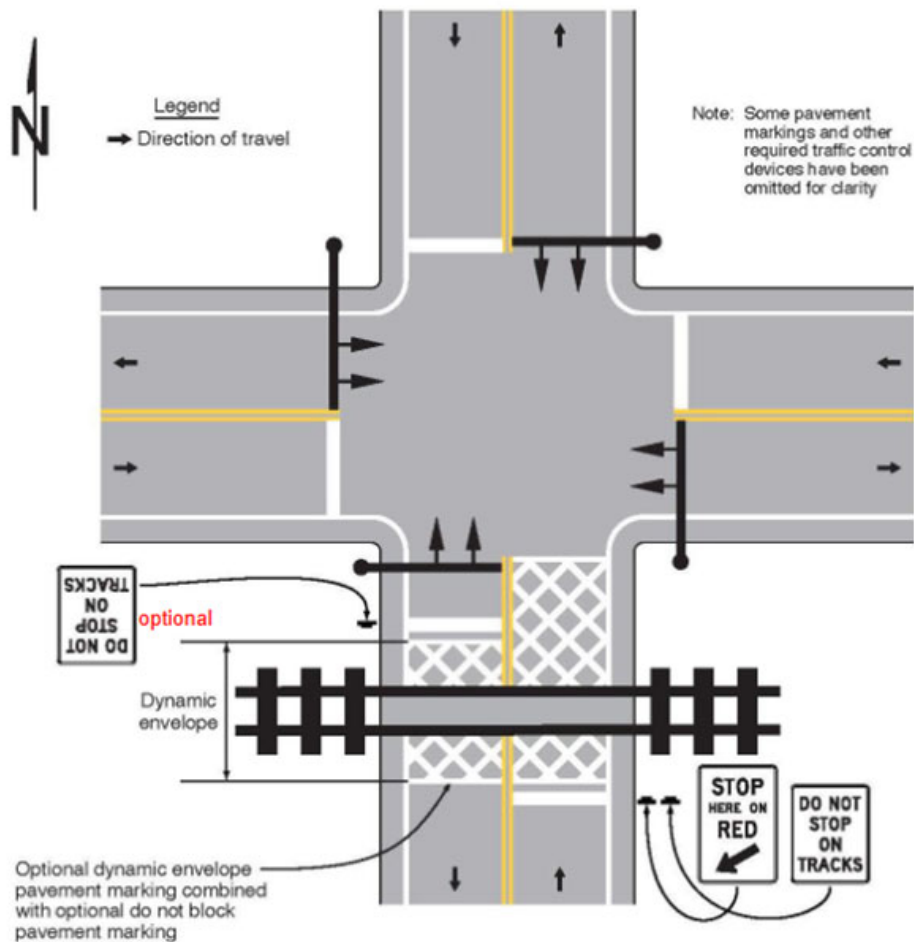 N
Legend
Direction of travel
Note: Some pavement
markings and other
required traffic control
devices have been
omitted for clarity
DO NOT
STOP
ON
TRACKS
optional
Dynamic
envelope
STOP
HERE ON
RED
DO NOT
STOP
ON
TRACKS
Optional dynamic envelope
pavement marking combined
with optional do not block
pavement marking